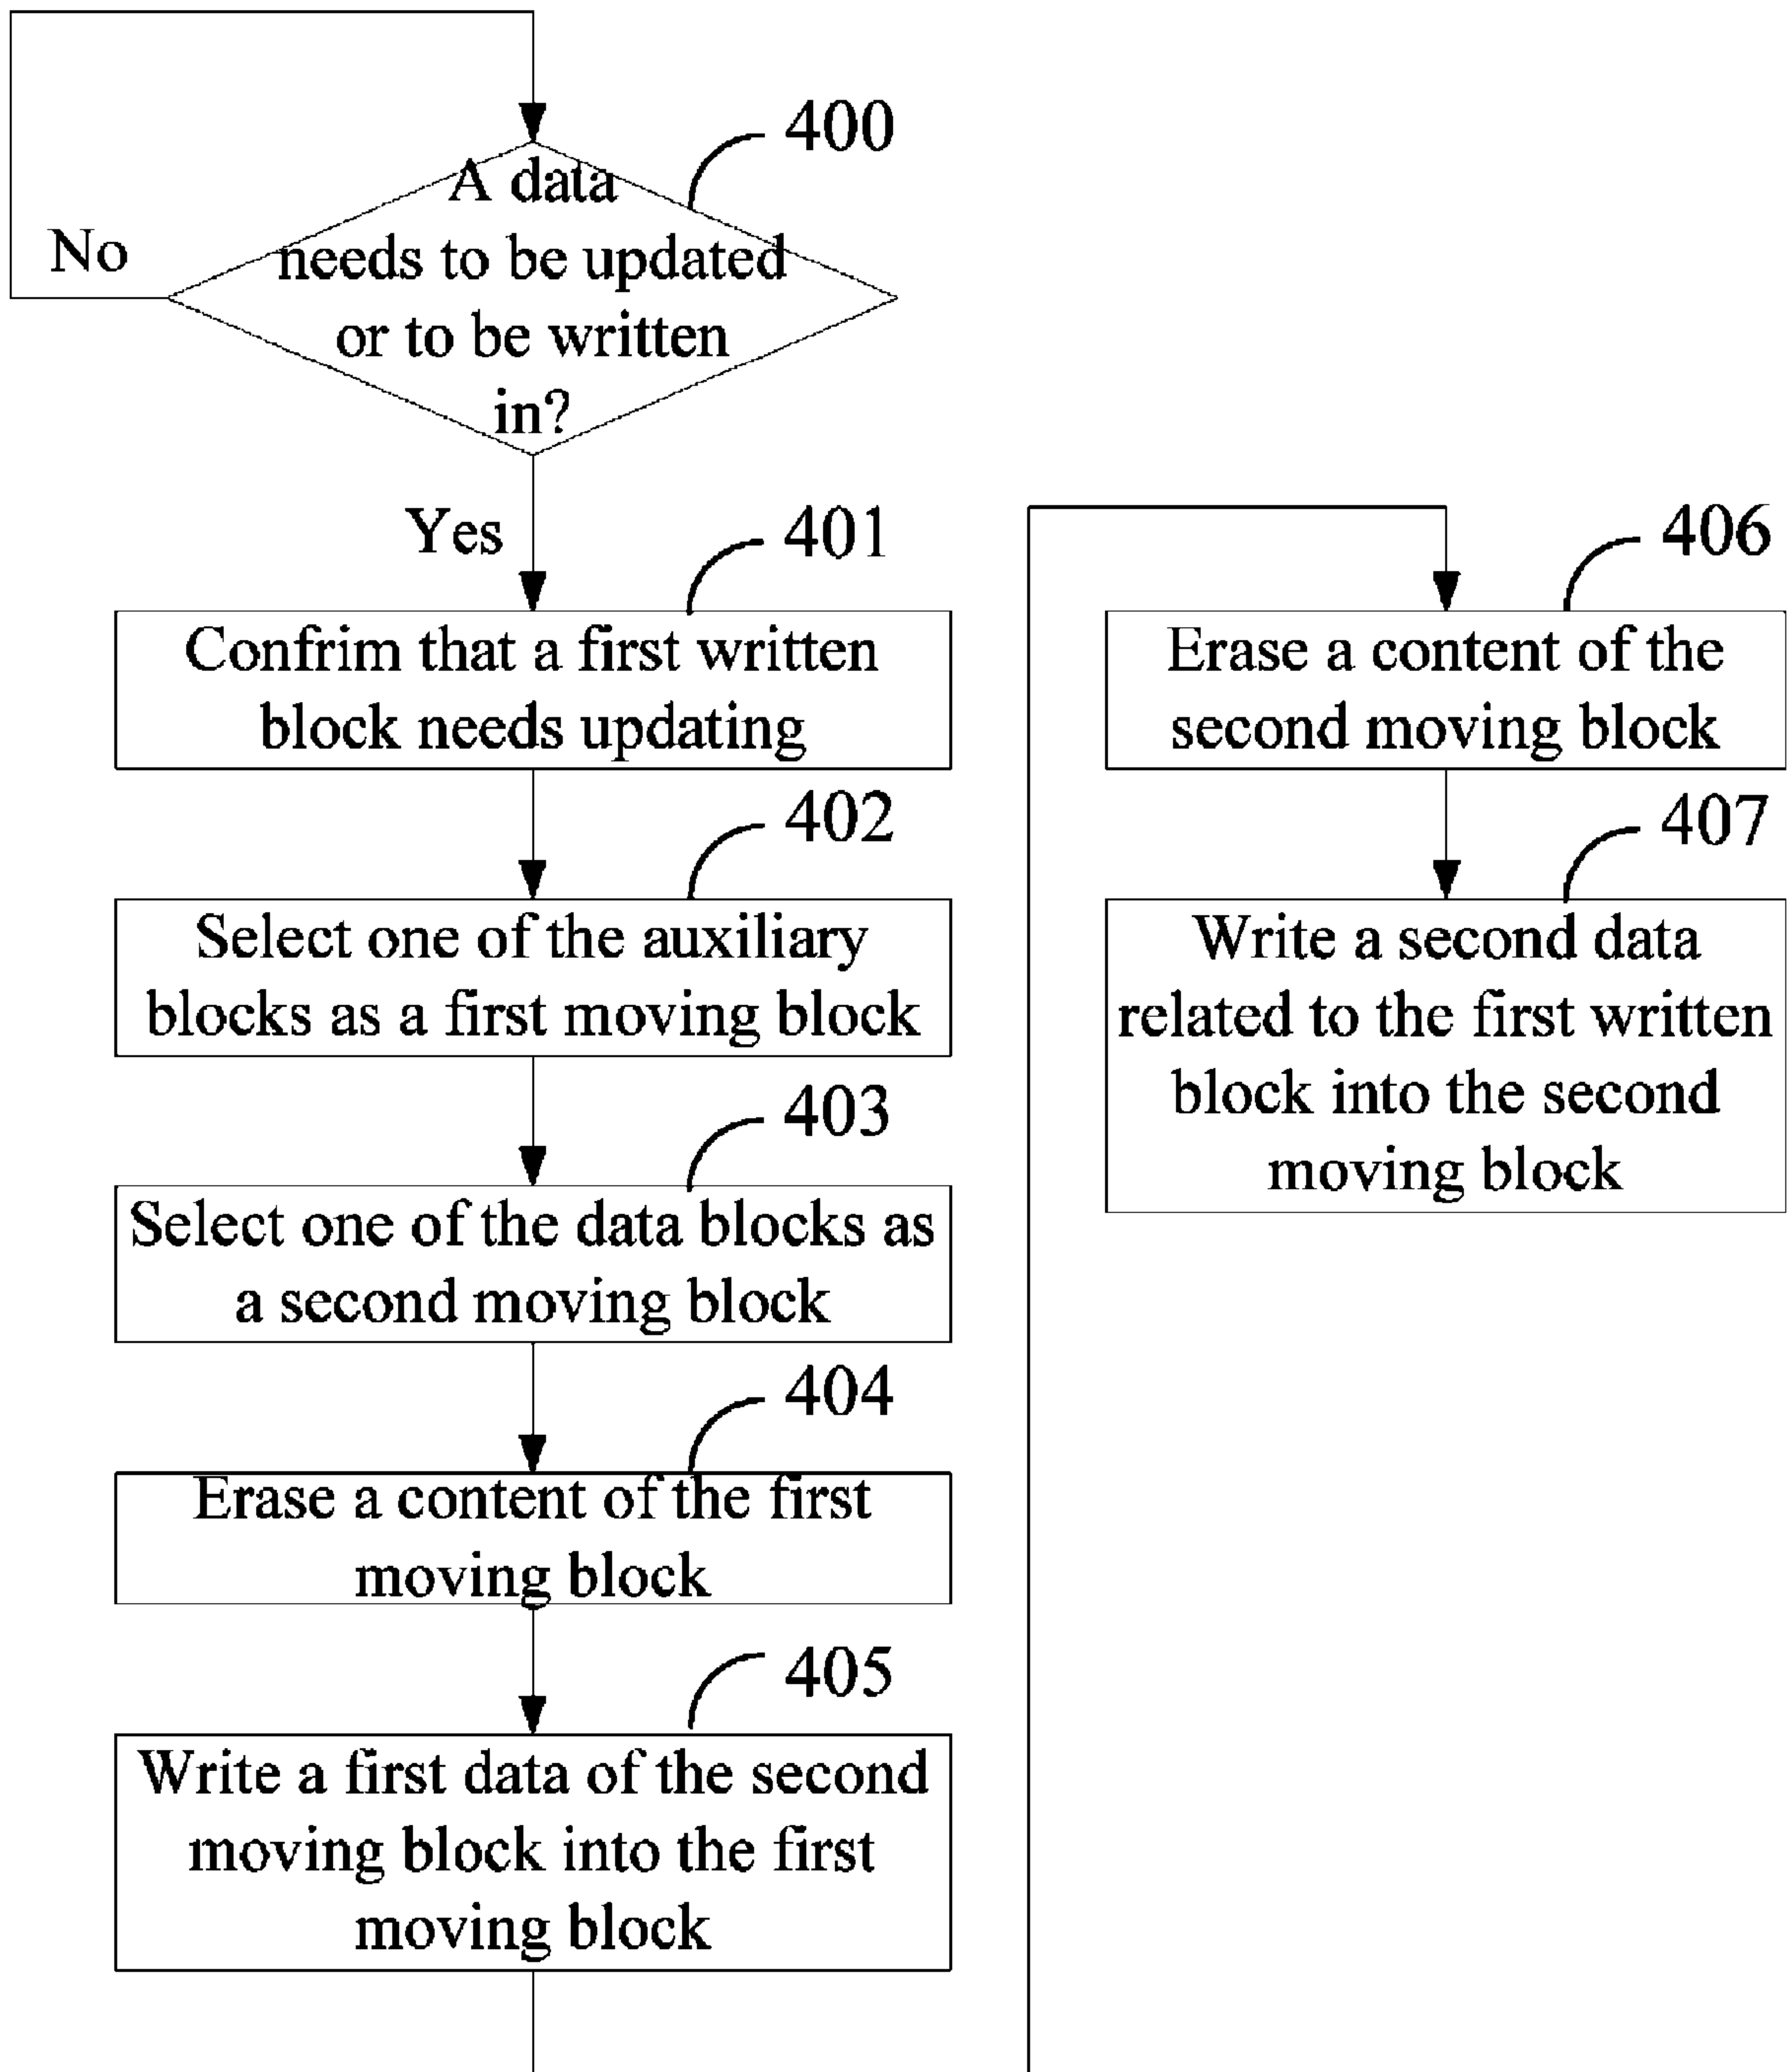 400
A data
needs to be updated
or to be written
in?
No
Yes
401
Confrim that a first written
block needs updating
402
Select one of the auxiliary
blocks as a first moving block
403
Select one of the data blocks as
a second moving block
404
Erase a content of the first
moving block
405
Write a first data of the second
moving block into the first
moving block
406
Erase a content of the
second moving block
407
Write a second data
related to the first written
block into the second
moving block